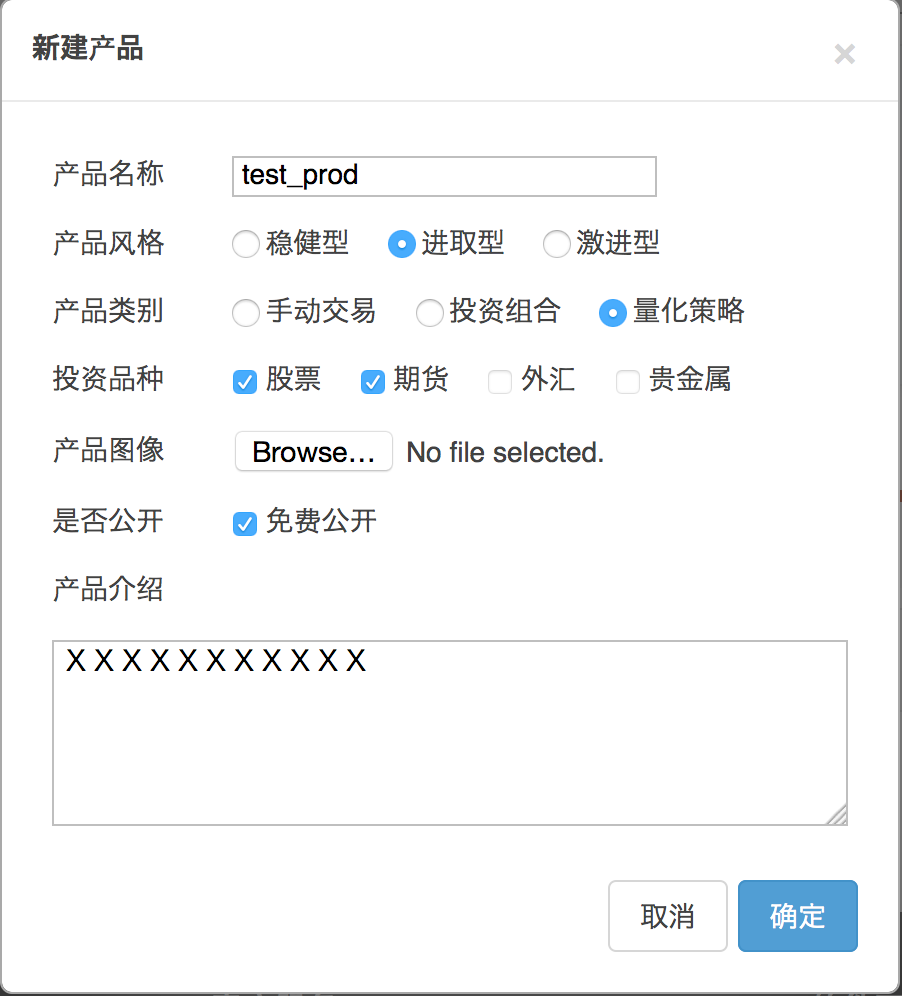 新建产品
产品名称 test_prod
产品风格 稳健型 进取型 激进型
产品类别 手动交易 投资组合 量化策略
投资品种 股票 期货 外汇 贵金属
产品图像 Browse... No file selected.
是否公开 免费公开
产品介绍
X X X X X X X X X X X
取消 确定